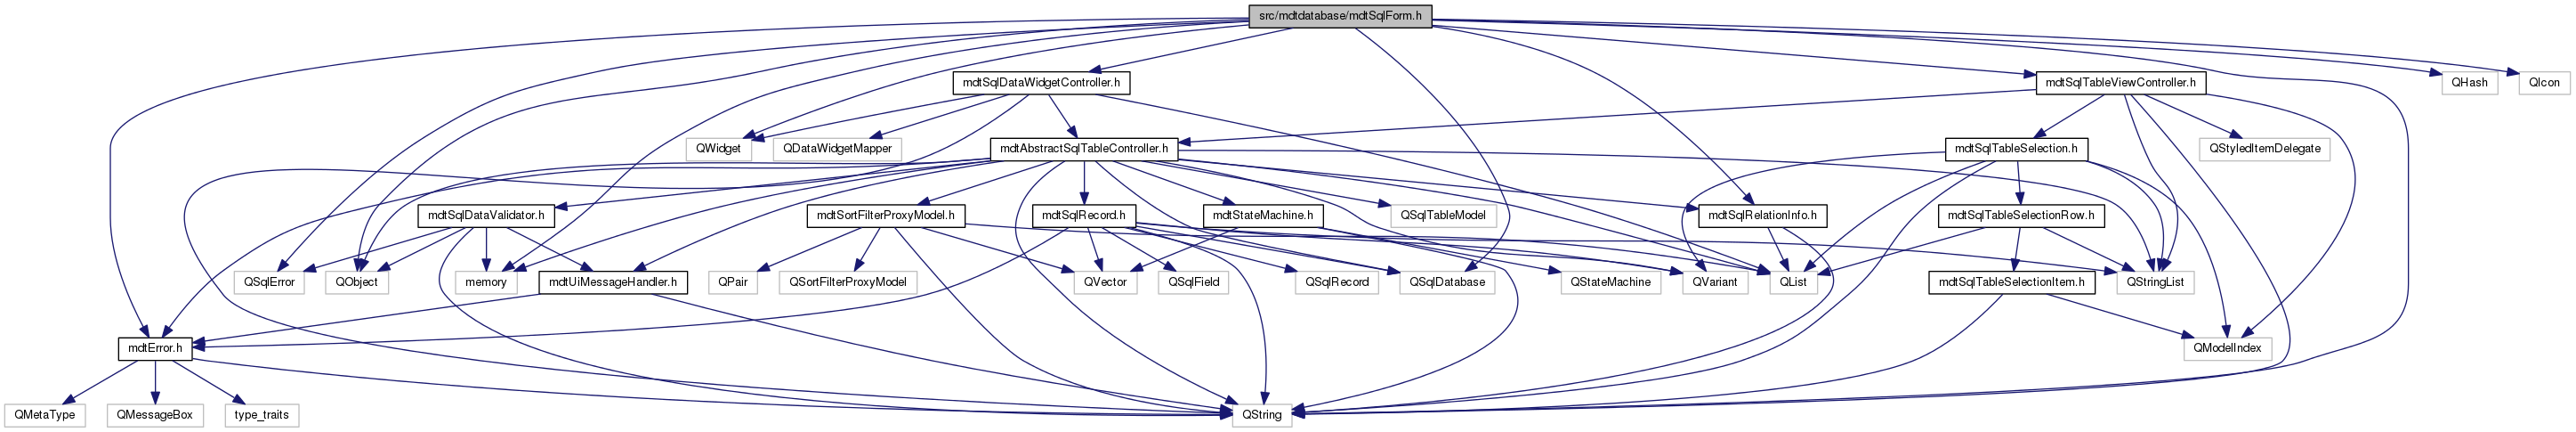 src/mdtdatabase/mdtSqlForm.h
mdtSqlDataWidgetController.h
mdtSqlTableViewController.h
QHash
QIcon
QWidget
QDataWidgetMapper
mdtAbstractSqlTableController.h
mdtSqlTableSelection.h
QStyledItemDelegate
mdtSqlDataValidator.h
mdtSortFilterProxyModel.h
mdtSqlRecord.h
mdtStateMachine.h
QSqlTableModel
mdtSqlRelationInfo.h
mdtSqlTableSelectionRow.h
QSqlError
QObject
memory
mdtUiMessageHandler.h
QPair
QSortFilterProxyModel
QVector
QSqlField
QSqlRecord
QSqlDatabase
QStateMachine
QVariant
QList
mdtSqlTableSelectionItem.h
QStringList
mdtError.h
QModelIndex
QMetaType
QMessageBox
type_traits
QString